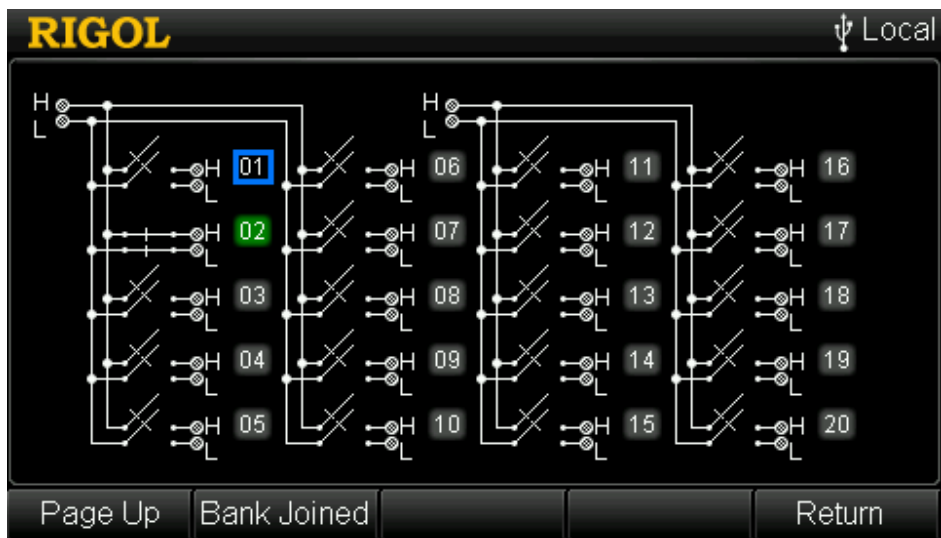 RIGOL Local
H H
L L
H 01 H 06 H 11 H 16
L L L L
H 02 H 07 H 12 H 17
L L L L
H 03 H 08 H 13 H 18
L L L L
H 04 H 09 H 14 H 19
L L L L
H 05 H 10 H 15 H 20
L L L L
Page Up Bank Joined Return